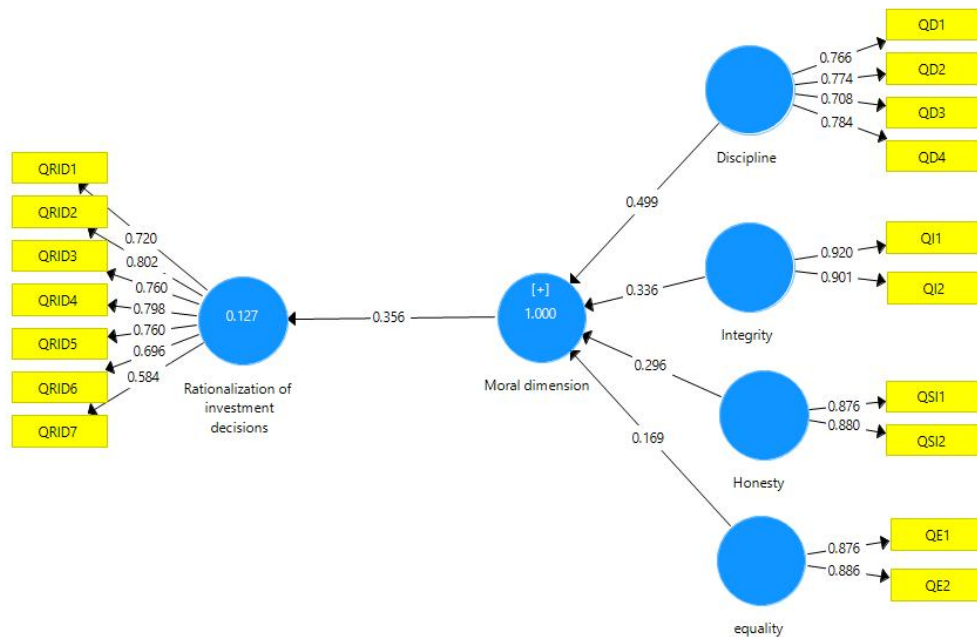 QRID1
QRID2
QRID3
QRID4
QRID5
QRID6
QRID7
0.720
0.802
0.760
0.798
0.760
0.696
0.584
0.127
Rationalization of
investment
decisions
0.356
[+]
1.000
Moral dimension
0.499
0.336
0.296
0.169
Discipline
0.766
0.774
0.708
0.784
QD1
QD2
QD3
QD4
Integrity
0.920
0.901
QI1
QI2
Honesty
0.876
0.880
QSI1
QSI2
equality
0.876
0.886
QE1
QE2